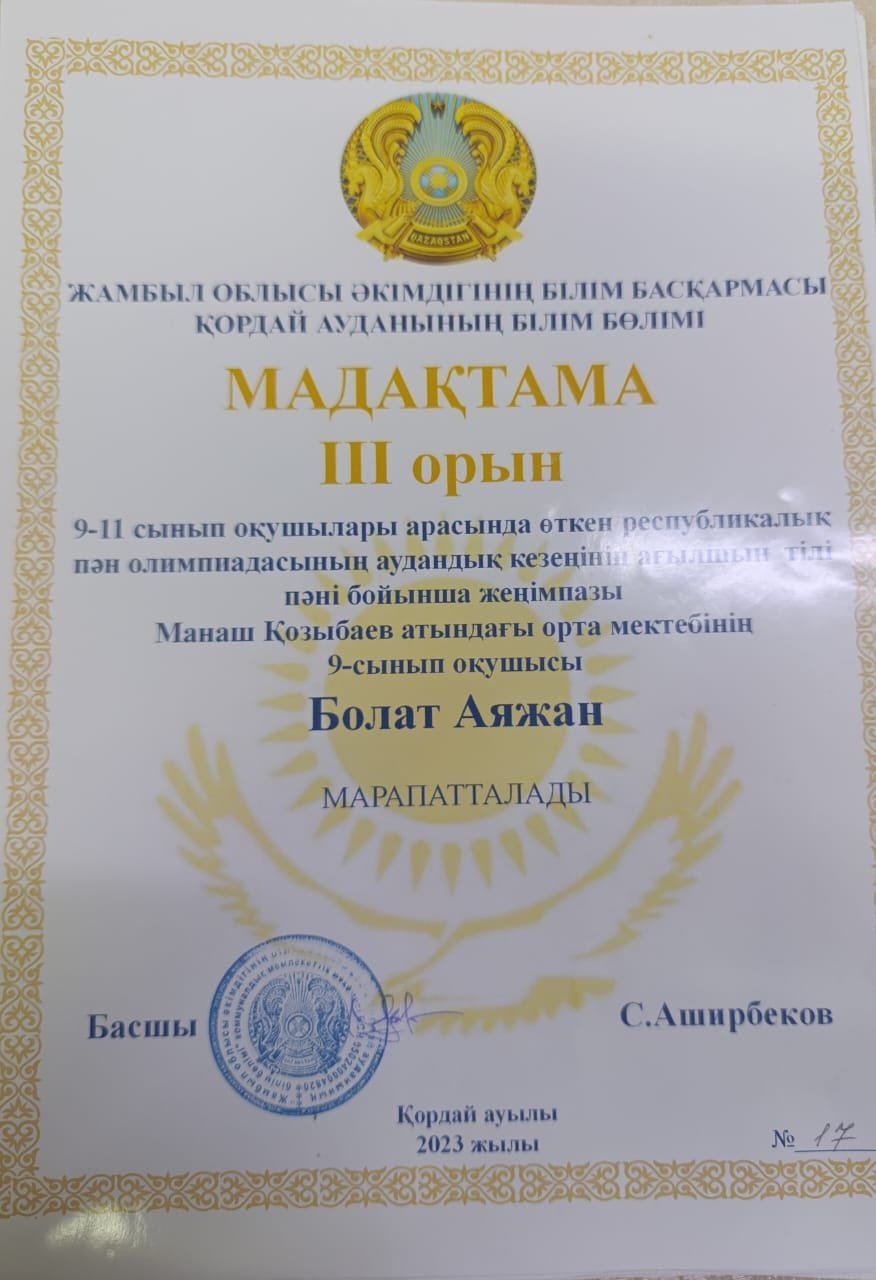 QAZAQSTAN
ЖАМБЫЛ ОБЛЫСЫ ӘКІМДІГІНІҢ БІЛІМ БАСҚАРМАСЫ
ҚОРДАЙ АУДАНЫНЫҢ БІЛІМ БӨЛІМІ
МАДАҚТАМА
III орын
9-11 сынып оқушылары арасында өткен республикалық
пән олимпиадасының аудандық кезеңінің ағылшын тілі
пәні бойынша жеңімпазы
Манаш Қозыбаев атындағы орта мектебінің
9-сынып оқушысы
Болат Аяжан
МАРАПАТТАЛАДЫ
Басшы
С.Аширбеков
Қордай ауылы
2023 жылы
№ 17